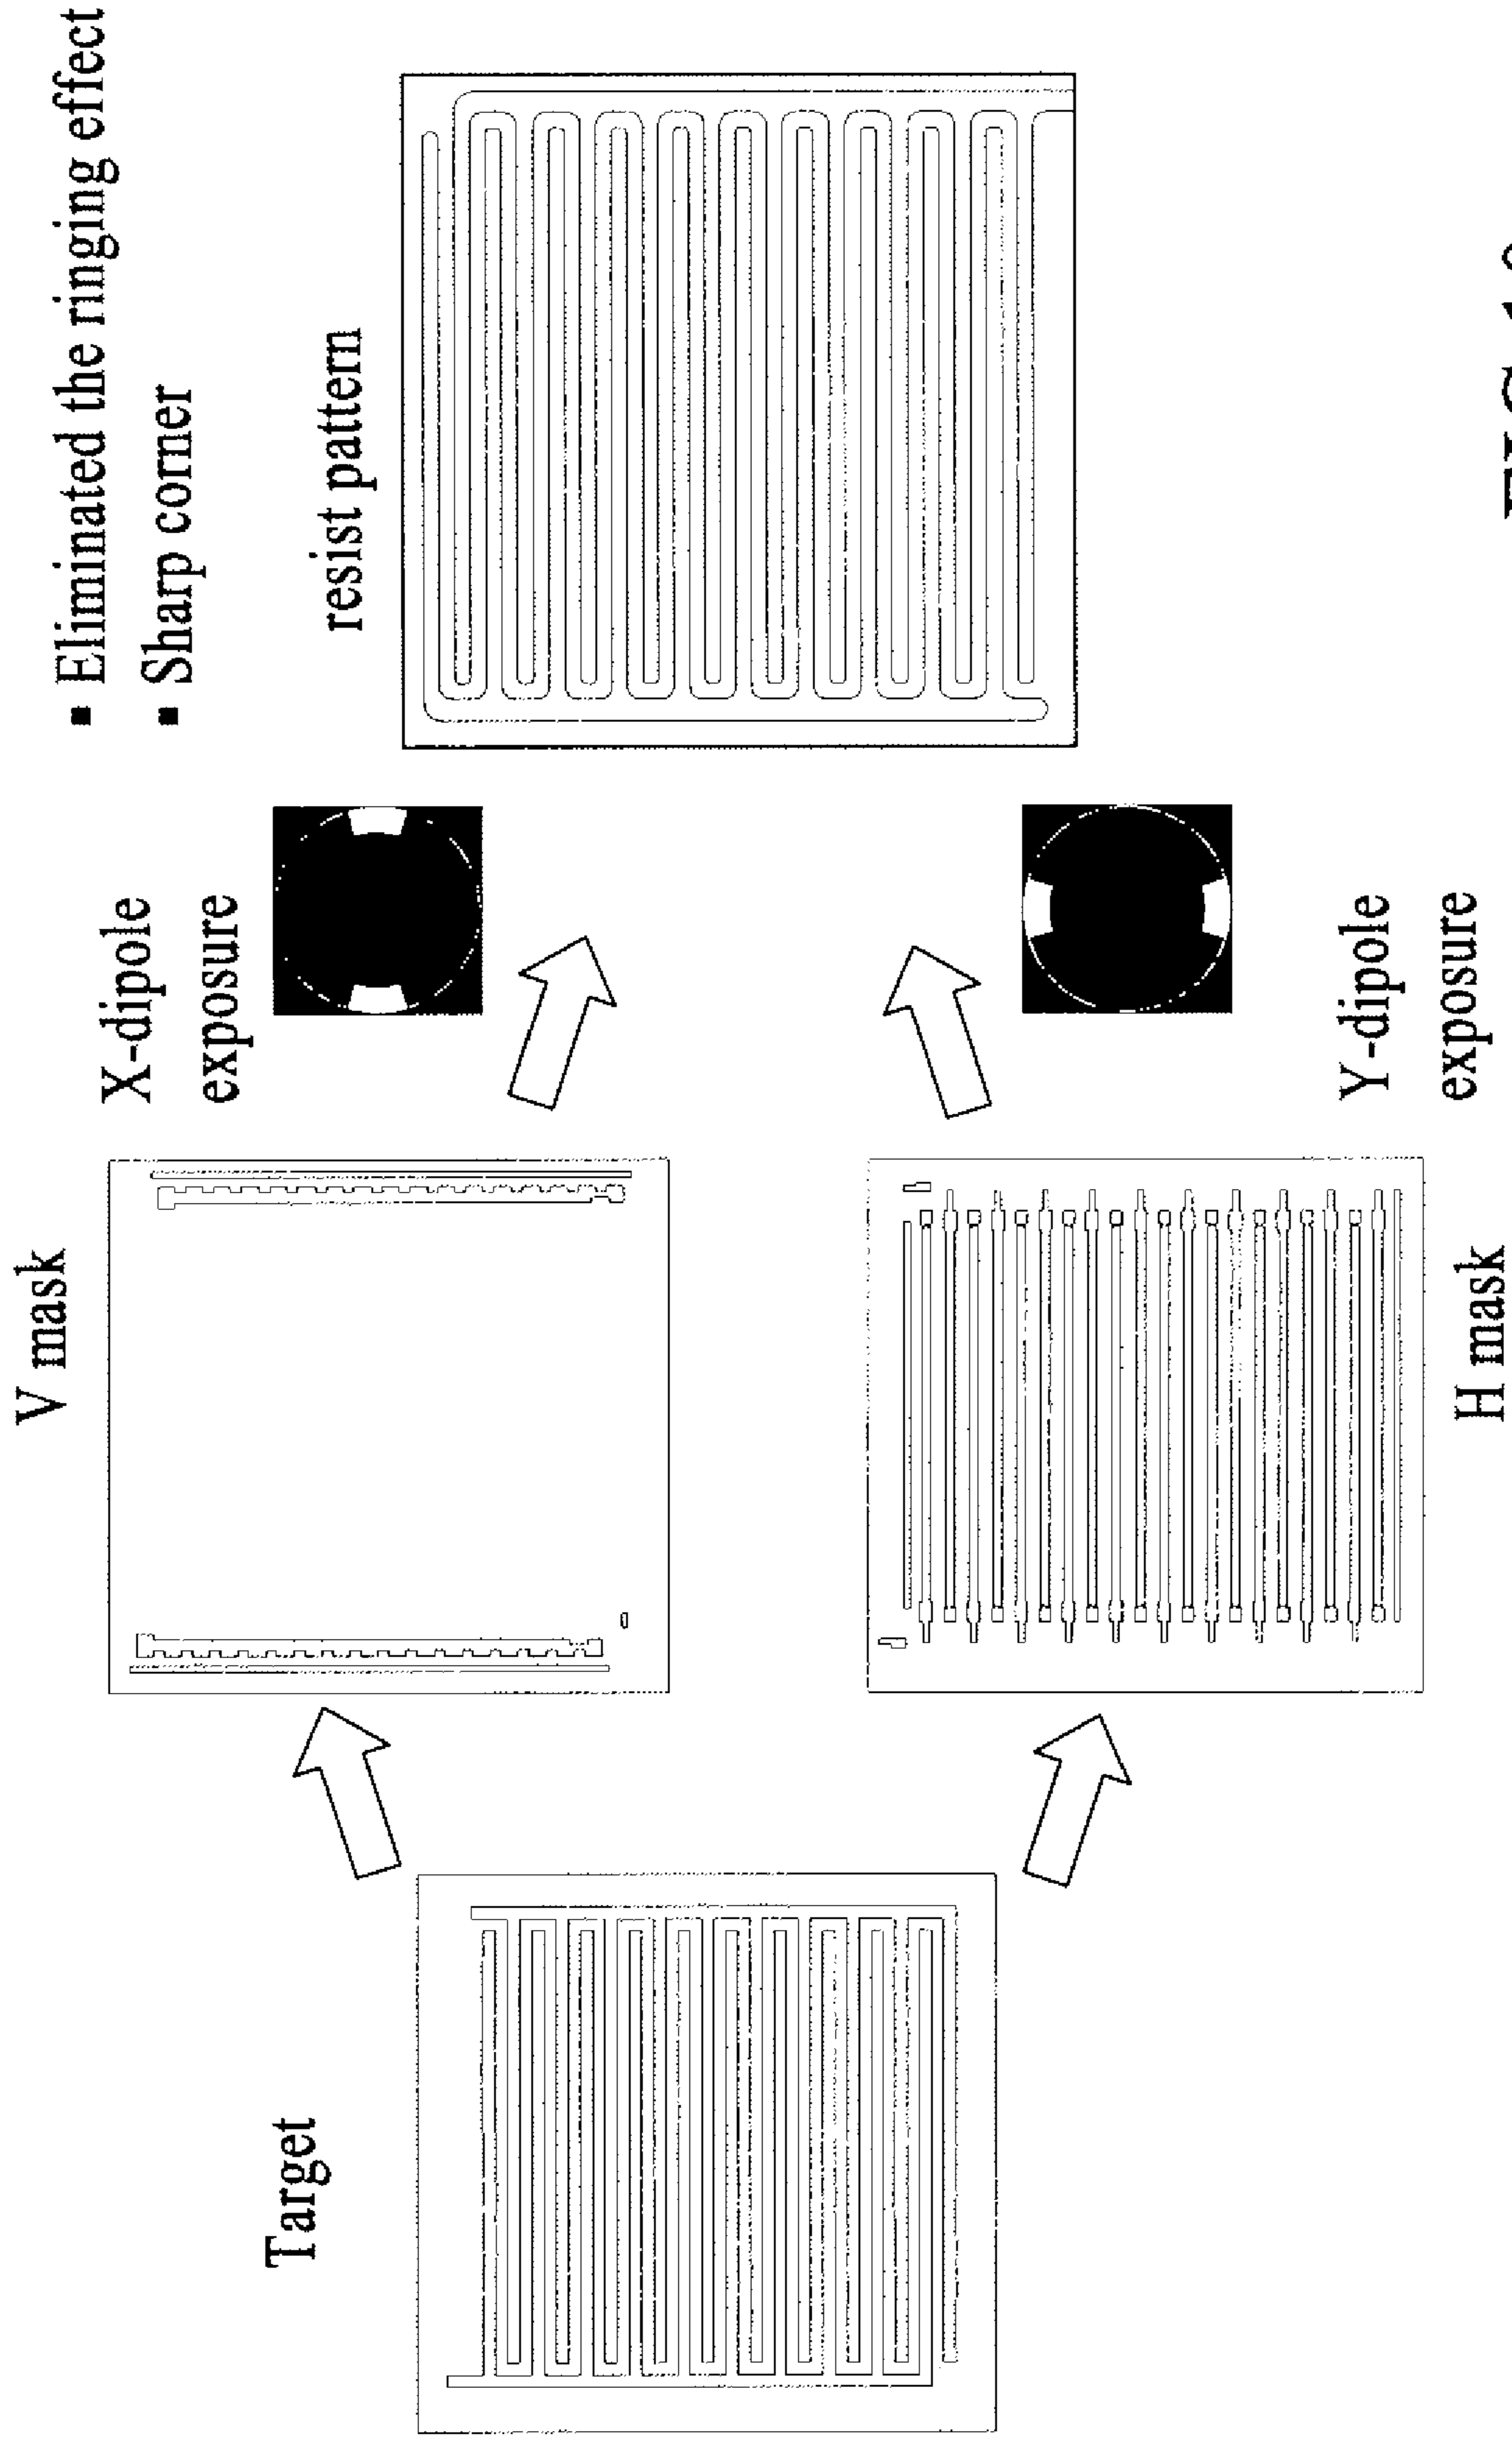 Target
V mask
H mask
X-dipole
exposure
Y-dipole
exposure
▪ Eliminated the ringing effect
▪ Sharp corner
resist pattern